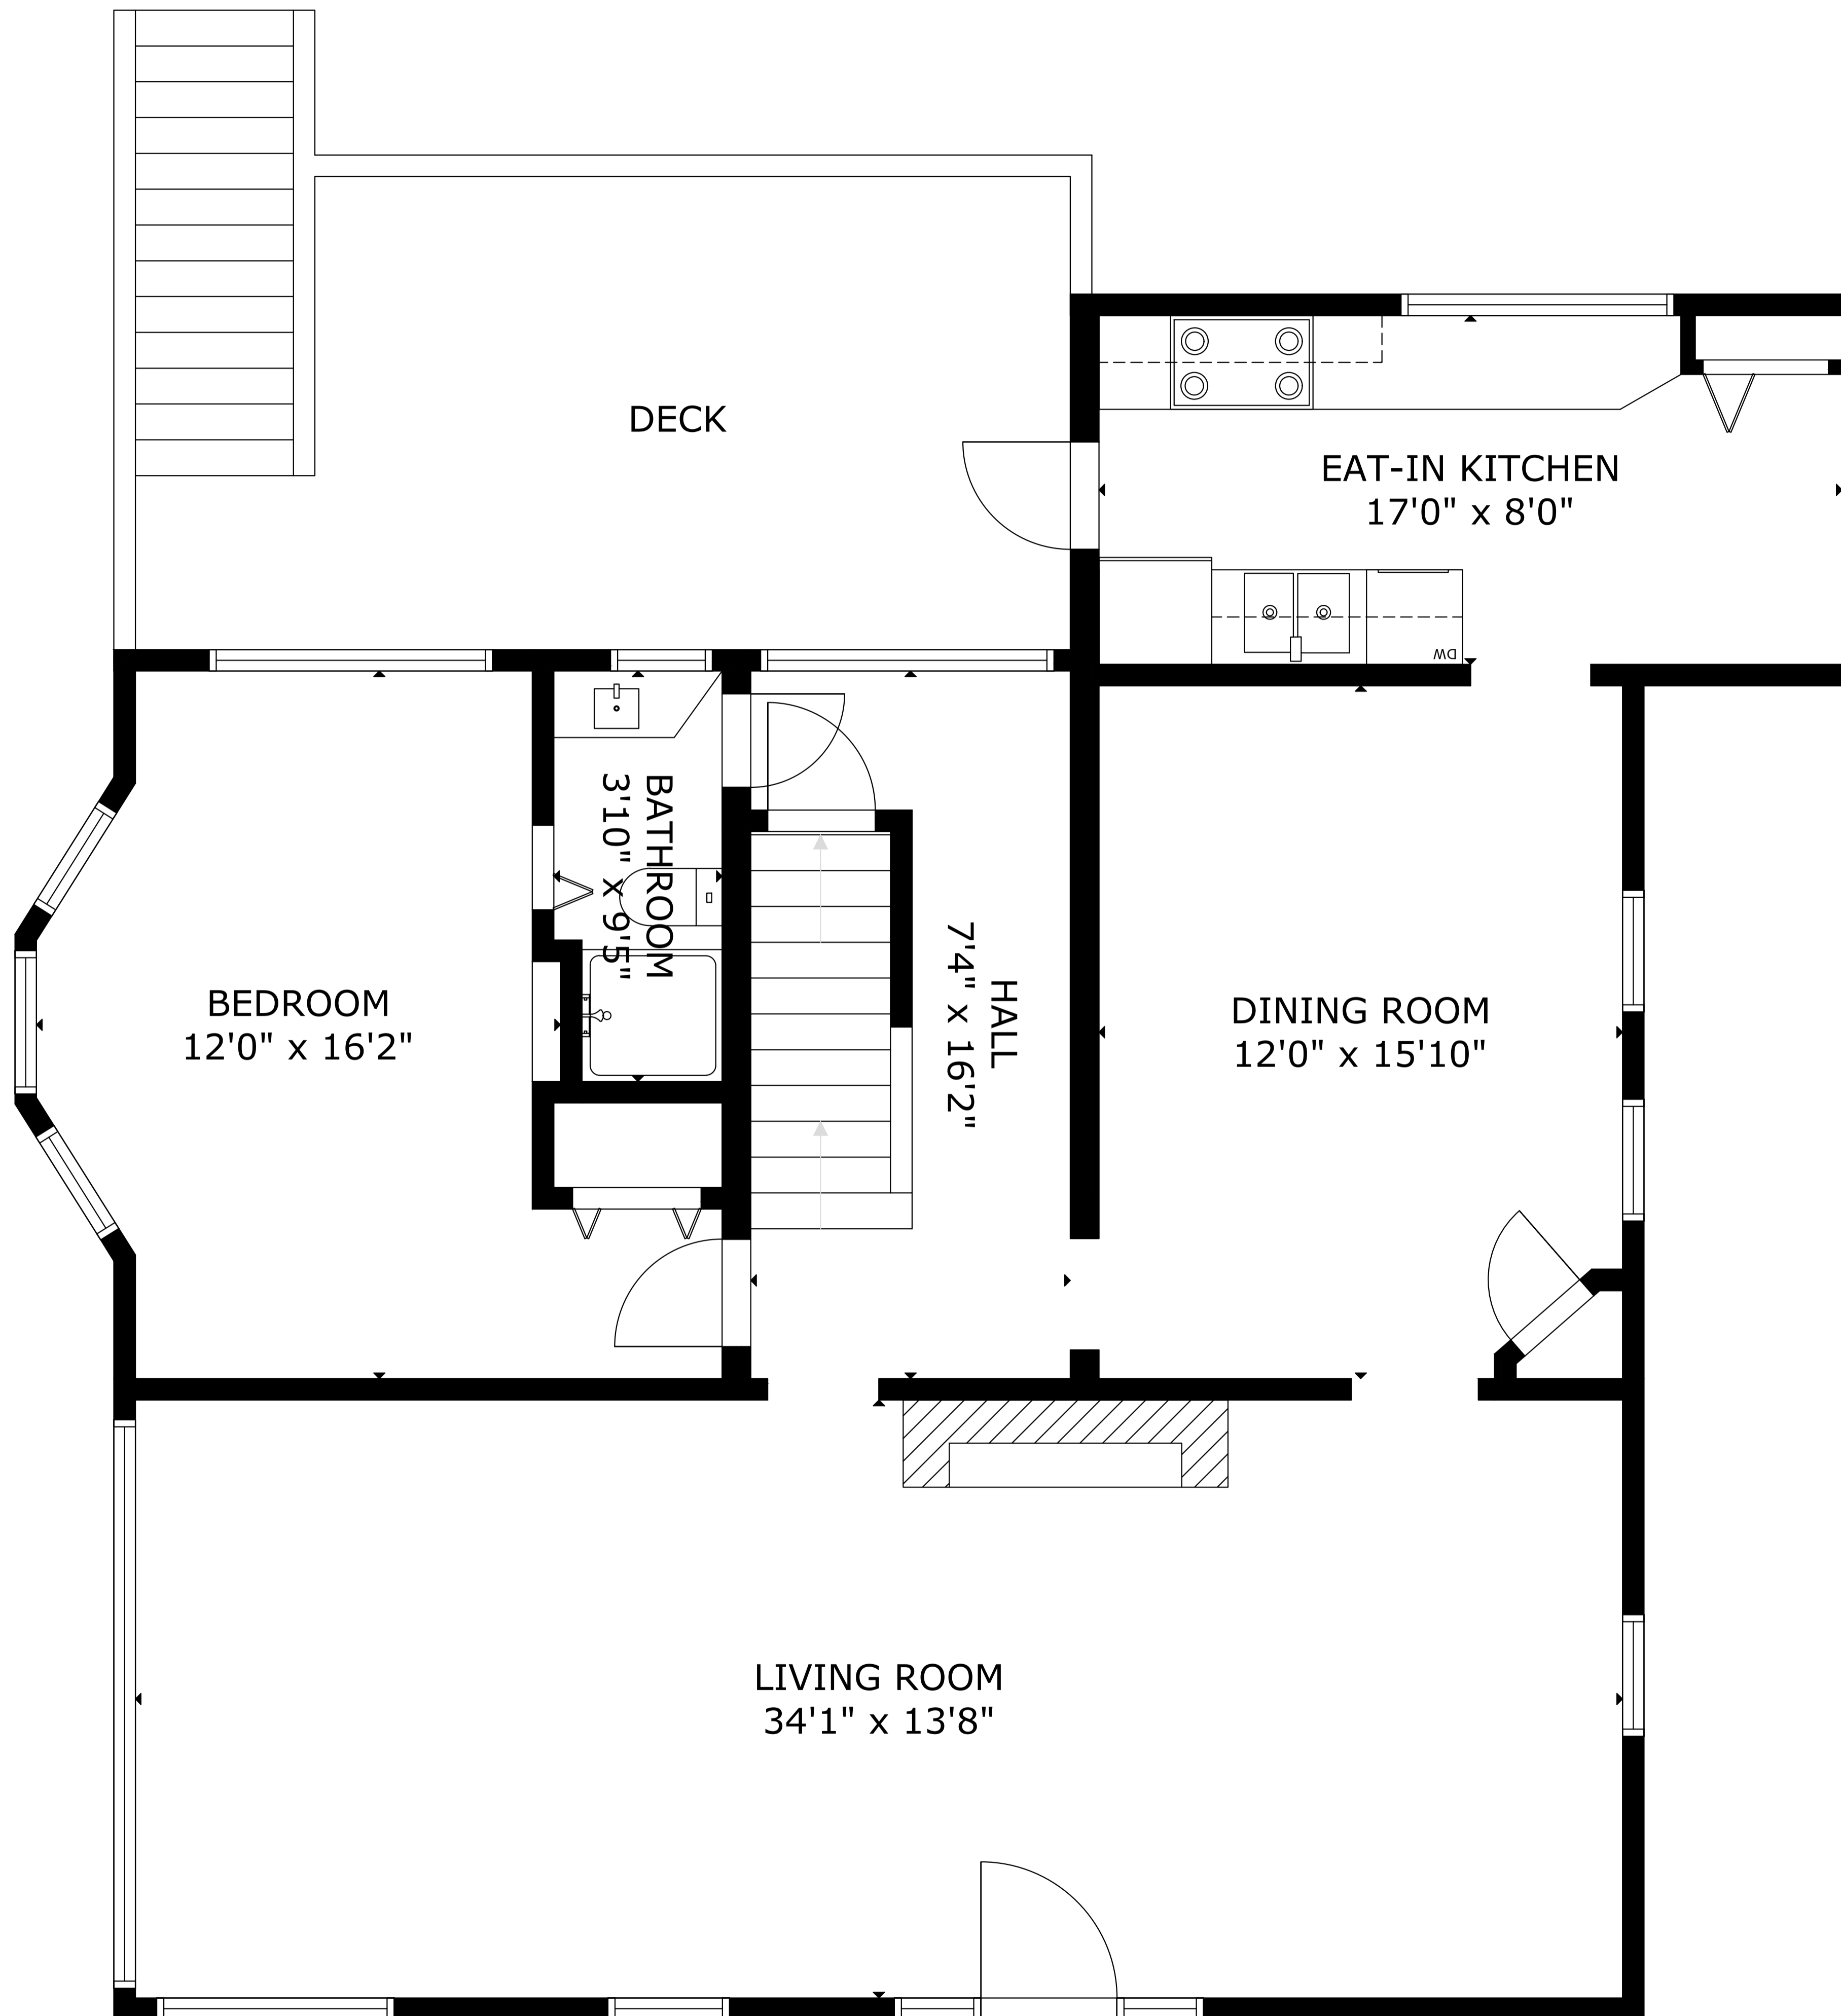 DECK
EAT-IN KITCHEN
17'0" x 8'0"
DW
BATHROOM
3'10" x 9'5"
BEDROOM
12'0" x 16'2"
HALL
7'4" x 16'2"
DINING ROOM
12'0" x 15'10"
LIVING ROOM
34'1" x 13'8"